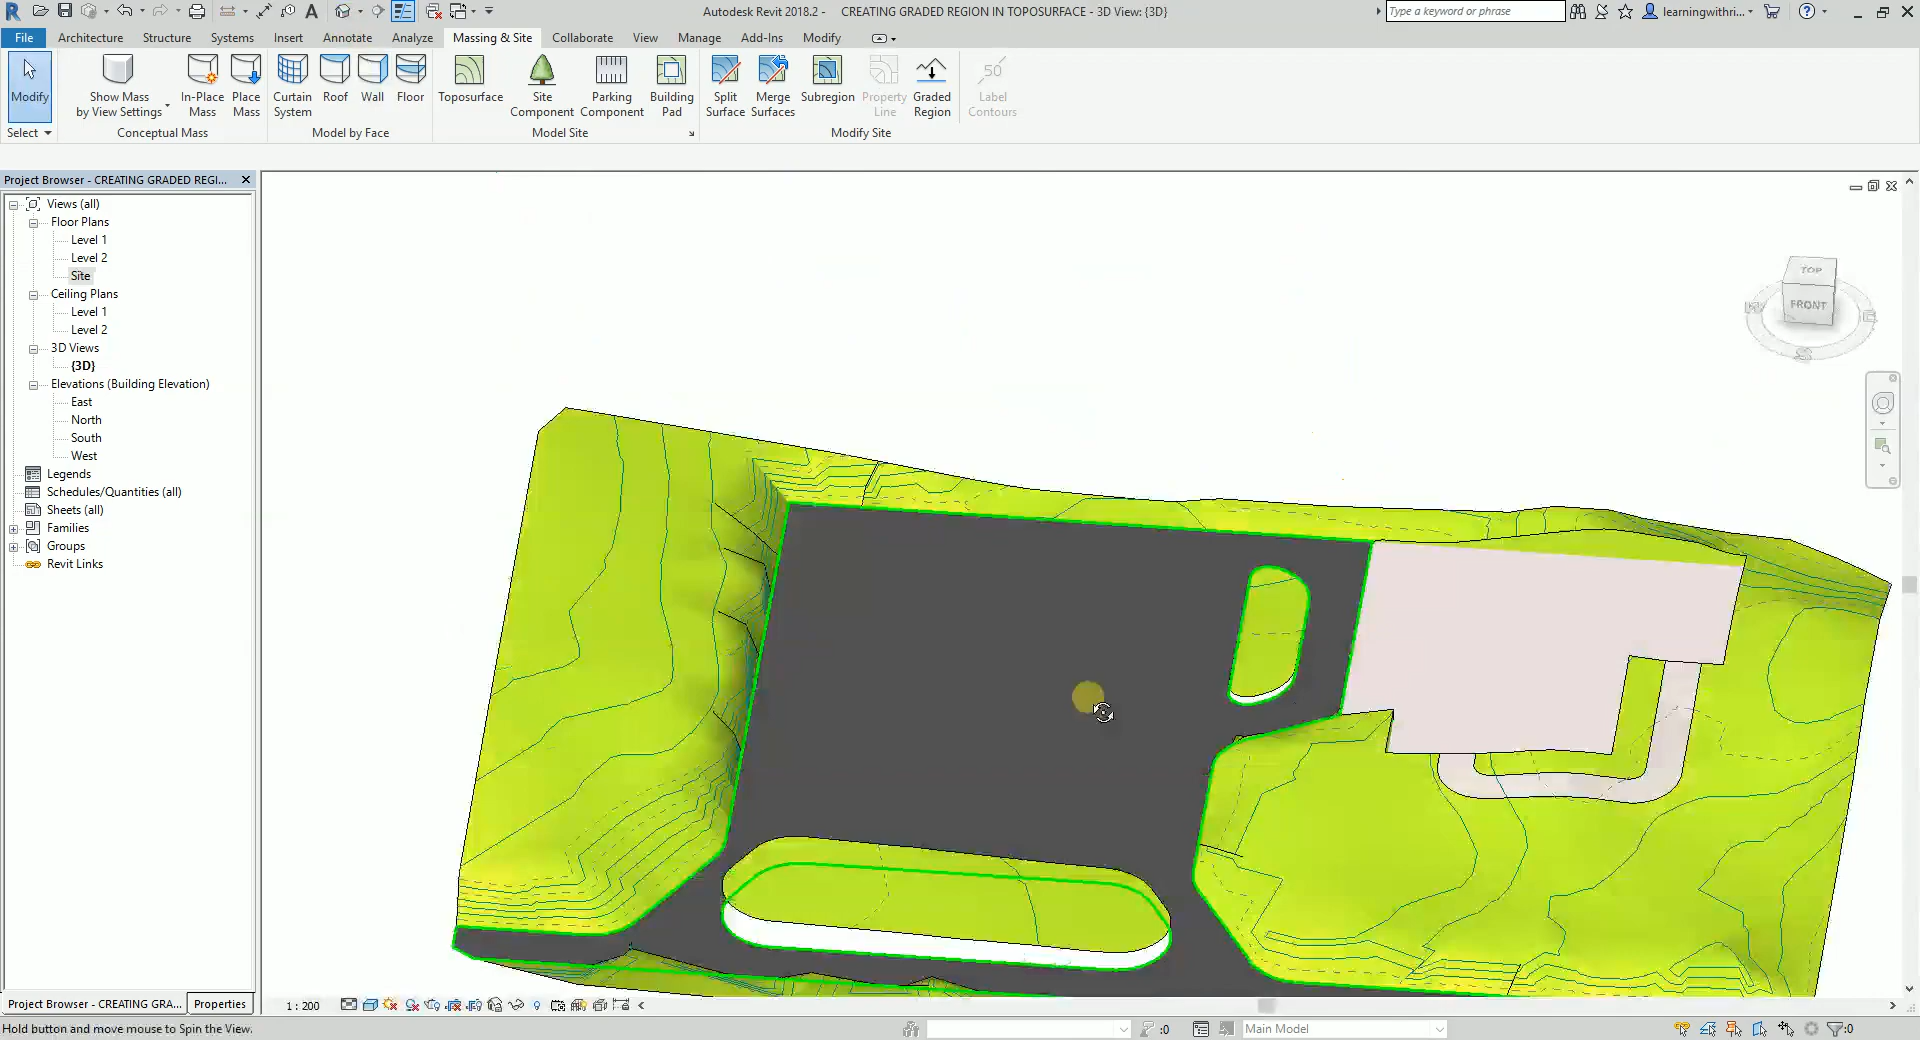 Autodesk Revit 2018.2 -
CREATING GRADED REGION IN TOPOSURFACE - 3D View: {3D}
Type a keyword or phrase
learningwithri...
File
Architecture
Structure
Systems
Insert
Annotate
Analyze
Massing & Site
Collaborate
View
Manage
Add-Ins
Modify
Modify
Show Mass
by View Settings
In-Place
Mass
Place
Mass
Curtain
System
Roof
Wall
Floor
Toposurface
Site
Component
Parking
Component
Building
Pad
Split
Surface
Merge
Surfaces
Subregion
Property
Line
Graded
Region
50
Label
Contours
Select
Conceptual Mass
Model by Face
Model Site
Modify Site
Project Browser - CREATING GRADED REGI...
Views (all)
Floor Plans
Level 1
Level 2
Site
Ceiling Plans
Level 1
Level 2
3D Views
{3D}
Elevations (Building Elevation)
East
North
South
West
Legends
Schedules/Quantities (all)
Sheets (all)
Families
Groups
Revit Links
TOP
FRONT
Project Browser - CREATING GRA...
Properties
1 : 200
Hold button and move mouse to Spin the View.
:0
Main Model
:0